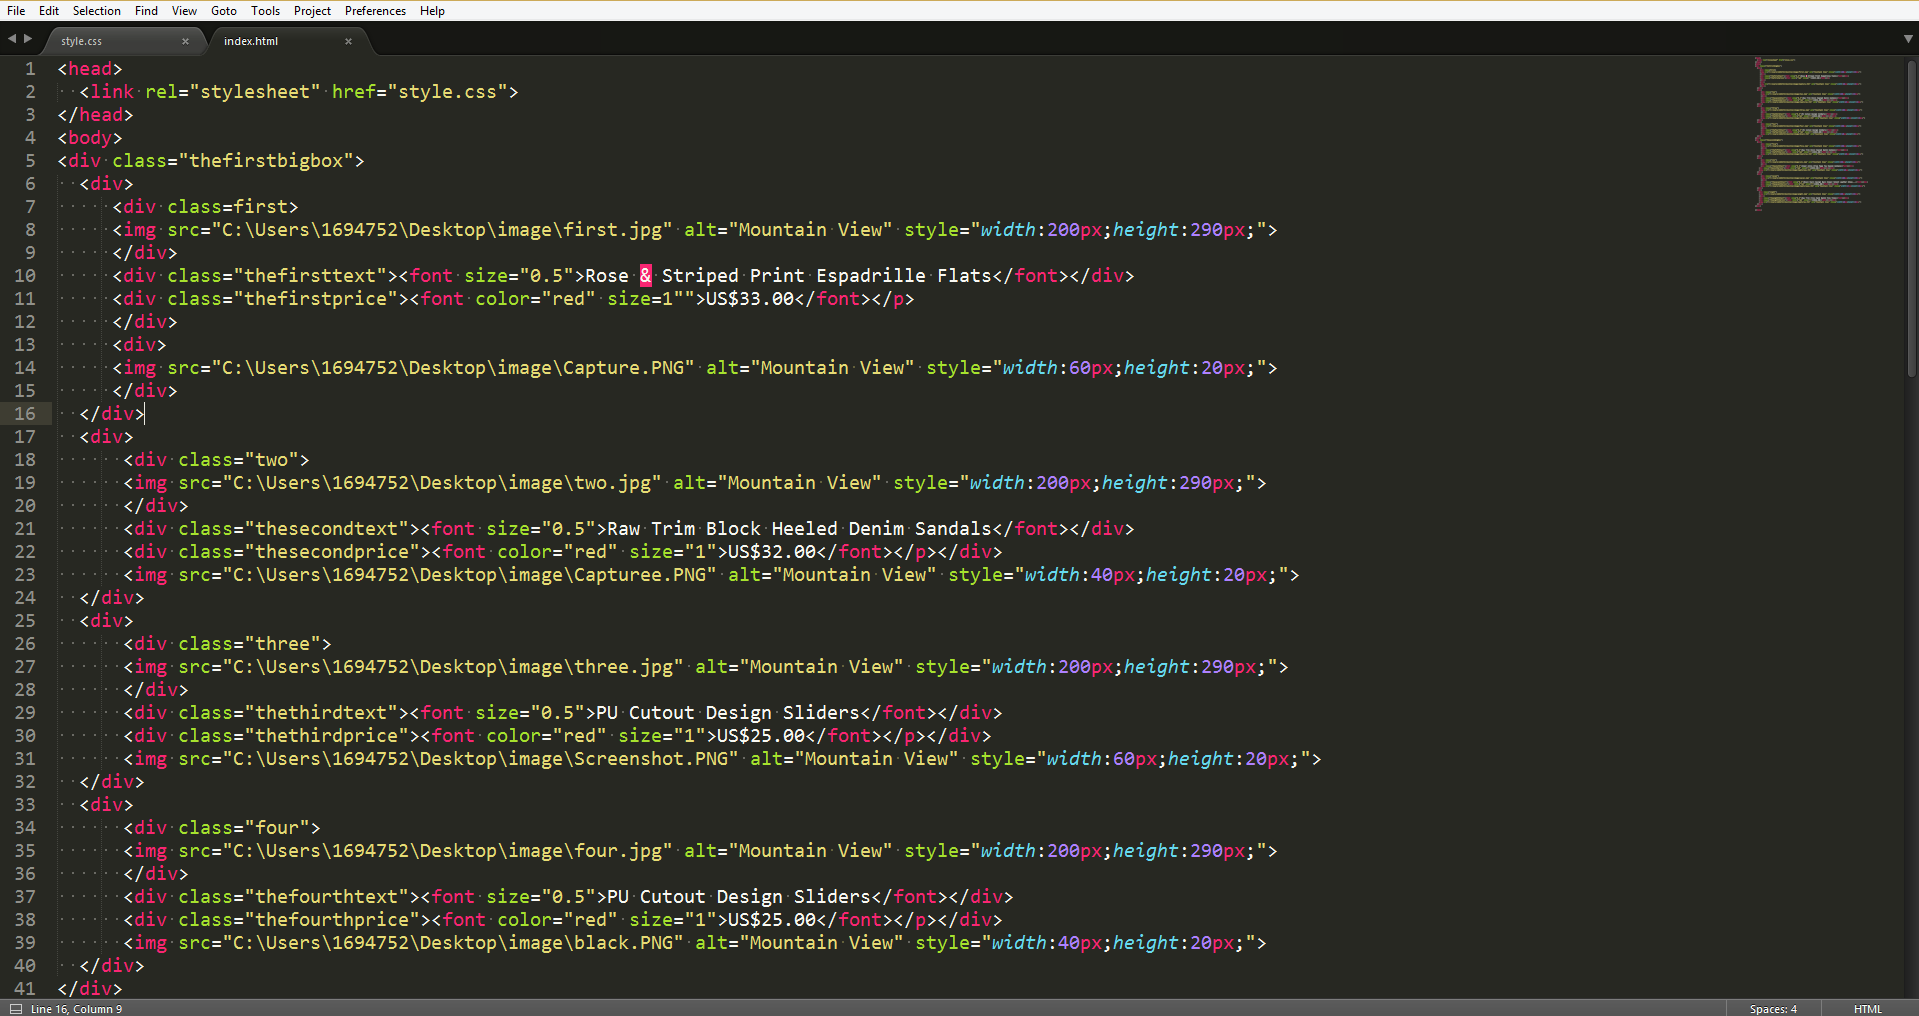 File Edit Selection Find View Goto Tools Project Preferences Help
style.css × index.html ×
1 <head>
2   <link rel="stylesheet" href="style.css">
3 </head>
4 <body>
5 <div class="thefirstbigbox">
6   <div>
7      <div class=first>
8      <img src="C:\Users\1694752\Desktop\image\first.jpg" alt="Mountain View" style="width:200px;height:290px;">
9      </div>
10      <div class="thefirsttext"><font size="0.5">Rose & Striped Print Espadrille Flats</font></div>
11      <div class="thefirstprice"><font color="red" size=1"">US$33.00</font></p>
12      </div>
13      <div>
14      <img src="C:\Users\1694752\Desktop\image\Capture.PNG" alt="Mountain View" style="width:60px;height:20px;">
15      </div>
16   </div>
17   <div>
18       <div class="two">
19       <img src="C:\Users\1694752\Desktop\image\two.jpg" alt="Mountain View" style="width:200px;height:290px;">
20       </div>
21       <div class="thesecondtext"><font size="0.5">Raw Trim Block Heeled Denim Sandals</font></div>
22       <div class="thesecondprice"><font color="red" size="1">US$32.00</font></p></div>
23       <img src="C:\Users\1694752\Desktop\image\Capturee.PNG" alt="Mountain View" style="width:40px;height:20px;">
24   </div>
25   <div>
26       <div class="three">
27       <img src="C:\Users\1694752\Desktop\image\three.jpg" alt="Mountain View" style="width:200px;height:290px;">
28       </div>
29       <div class="thethirdtext"><font size="0.5">PU Cutout Design Sliders</font></div>
30       <div class="thethirdprice"><font color="red" size="1">US$25.00</font></p></div>
31       <img src="C:\Users\1694752\Desktop\image\Screenshot.PNG" alt="Mountain View" style="width:60px;height:20px;">
32   </div>
33   <div>
34       <div class="four">
35       <img src="C:\Users\1694752\Desktop\image\four.jpg" alt="Mountain View" style="width:200px;height:290px;">
36       </div>
37       <div class="thefourthtext"><font size="0.5">PU Cutout Design Sliders</font></div>
38       <div class="thefourthprice"><font color="red" size="1">US$25.00</font></p></div>
39       <img src="C:\Users\1694752\Desktop\image\black.PNG" alt="Mountain View" style="width:40px;height:20px;">
40   </div>
41 </div>
Line 16, Column 9 Spaces: 4 HTML